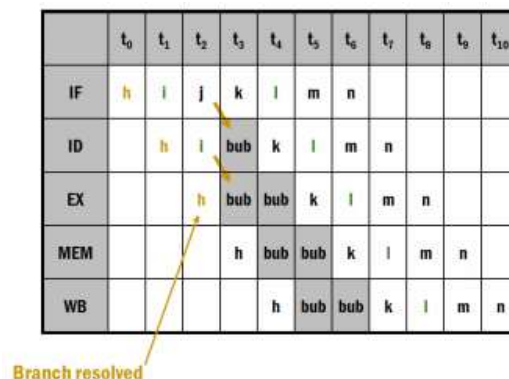 t0 t1 t2 t3 t4 t5 t6 t7 t8 t9 t10
IF h i j k l m n
ID h i bub k l m n
EX h bub bub k l m n
MEM h bub bub k l m n
WB h bub bub k l m n
Branch resolved